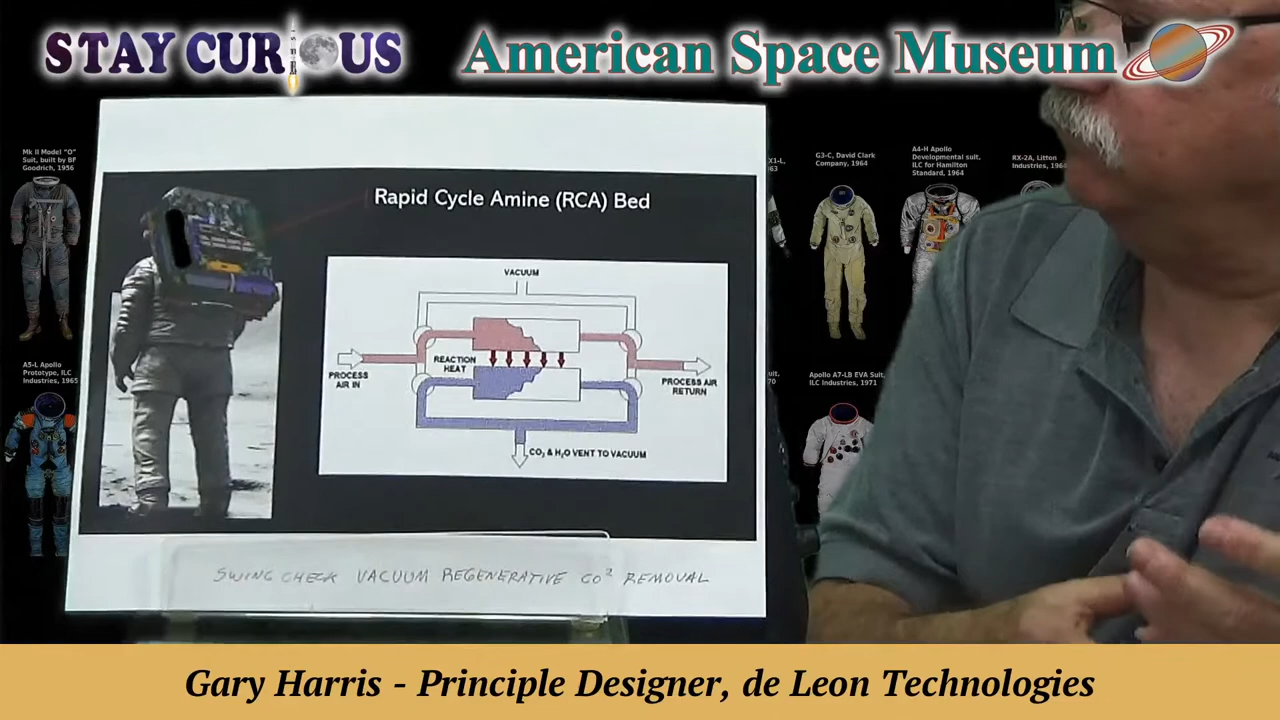 STAY CURIOUS
American Space Museum
Mk II Model "O"
Suit, built by BF
Goodrich, 1956
A5-L Apollo
Prototype, ILC
Industries, 1965
Rapid Cycle Amine (RCA) Bed
VACUUM
REACTION
HEAT
PROCESS
AIR IN
PROCESS AIR
RETURN
CO₂ & H₂O VENT TO VACUUM
SWING CHECK VACUUM REGENERATIVE CO² REMOVAL
X1-L,
G3-C, David Clark
Company, 1964
A4-H Apollo
Developmental suit,
ILC for Hamilton
Standard, 1964
RX-2A, Litton
Industries,
Apollo A7-LB EVA Suit,
ILC Industries, 1971
Gary Harris - Principle Designer, de Leon Technologies